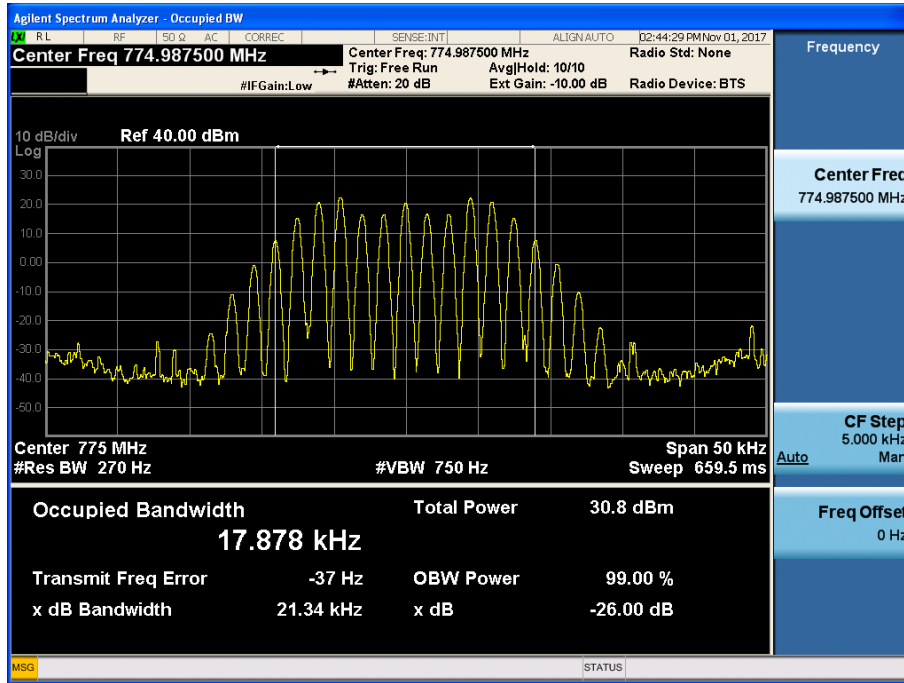 Agilent Spectrum Analyzer - Occupied BW
LXI RL RF 50 Ω AC CORREC SENSE:INT ALIGN AUTO 02:44:29 PM Nov 01, 2017
Center Freq 774.987500 MHz
Center Freq: 774.987500 MHz Radio Std: None
Trig: Free Run Avg|Hold: 10/10
#IFGain:Low #Atten: 20 dB Ext Gain: -10.00 dB Radio Device: BTS
10 dB/div Ref 40.00 dBm
Log
30.0
20.0
10.0
0.00
-10.0
-20.0
-30.0
-40.0
-50.0
Center 775 MHz Span 50 kHz
#Res BW 270 Hz #VBW 750 Hz Sweep 659.5 ms
Occupied Bandwidth Total Power 30.8 dBm
17.878 kHz
Transmit Freq Error -37 Hz OBW Power 99.00 %
x dB Bandwidth 21.34 kHz x dB -26.00 dB
MSG STATUS
Frequency
Center Freq
774.987500 MHz
CF Step
5.000 kHz
Auto Man
Freq Offset
0 Hz